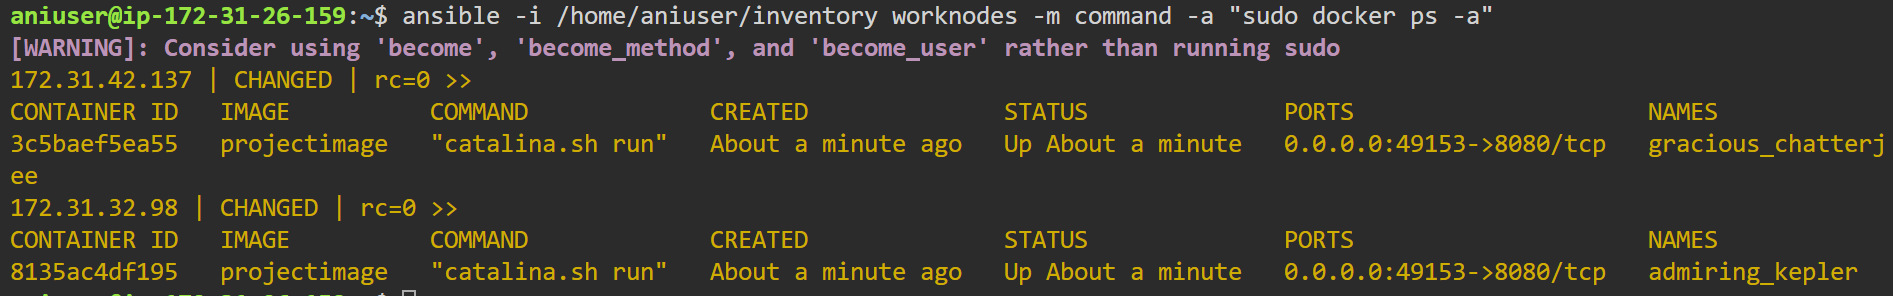 aniuser@ip-172-31-26-159:~$ ansible -i /home/aniuser/inventory worknodes -m command -a "sudo docker ps -a"
[WARNING]: Consider using 'become', 'become_method', and 'become_user' rather than running sudo
172.31.42.137 | CHANGED | rc=0 >>
CONTAINER ID   IMAGE          COMMAND             CREATED              STATUS              PORTS                     NAMES
3c5baef5ea55   projectimage   "catalina.sh run"   About a minute ago   Up About a minute   0.0.0.0:49153->8080/tcp   gracious_chatterj
ee
172.31.32.98 | CHANGED | rc=0 >>
CONTAINER ID   IMAGE          COMMAND             CREATED              STATUS              PORTS                     NAMES
8135ac4df195   projectimage   "catalina.sh run"   About a minute ago   Up About a minute   0.0.0.0:49153->8080/tcp   admiring_kepler